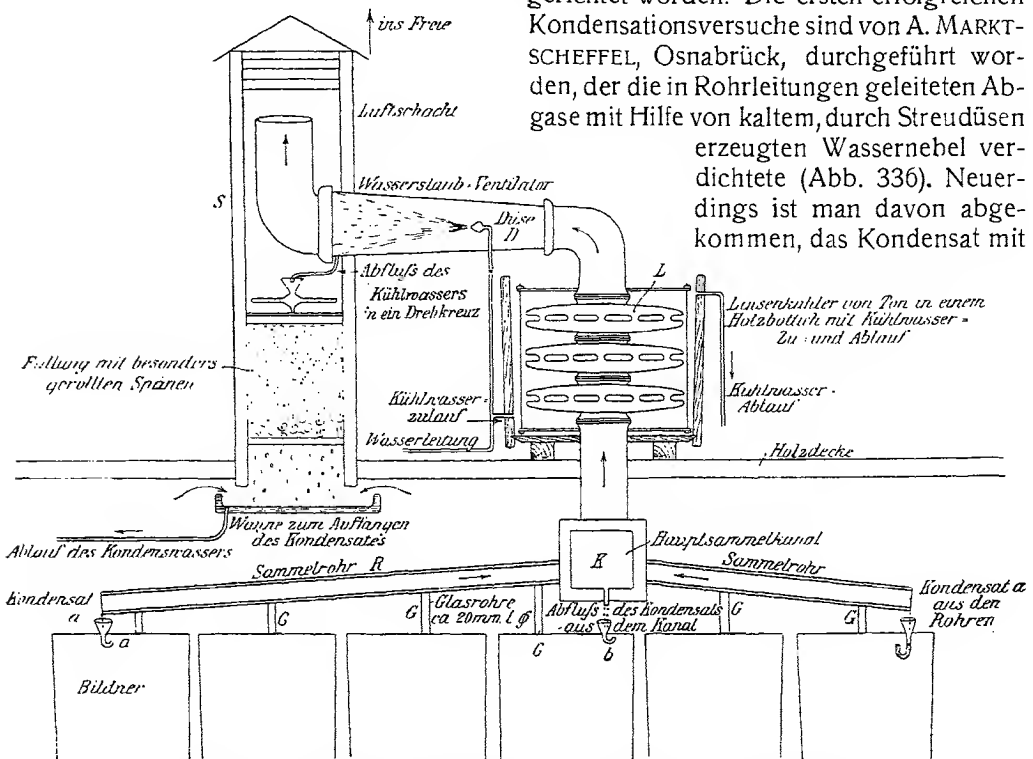 gerichtet worden. Die ersten erfolgreichen
Kondensationsversuche sind von A. MARKT-
SCHEFFEL, Osnabrück, durchgeführt wor-
den, der die in Rohrleitungen geleiteten Ab-
gase mit Hilfe von kaltem, durch Streudüsen
erzeugten Wassernebel ver-
dichtete (Abb. 336). Neuer-
dings ist man davon abge-
kommen, das Kondensat mit
ins Freie
Luftschacht
S
Wasserstaub-Ventilator
Düse
D
Abfluß des
Kühlwassers
in ein Drehkreuz
L
Linsenkühler von Ton in einem
Holzbottich mit Kühlwasser-
Zu- und Ablauf
Füllung mit besonders
gerollten Spänen
Kühlwasser-
zulauf
Wasserleitung
Kühlwasser-
Ablauf
Holzdecke
Wanne zum Auffangen
des Kondensates
Ablauf des Kondenswassers
Hauptsammelkanal
K
Sammelrohr R
Sammelrohr
Kondensat
a
a
G
G
Glasrohre
ca 20mm. l φ
G
Abfluß des Kondensats
aus dem Kanal
b
G
G
Kondensat a
aus den
Rohren
Bildner